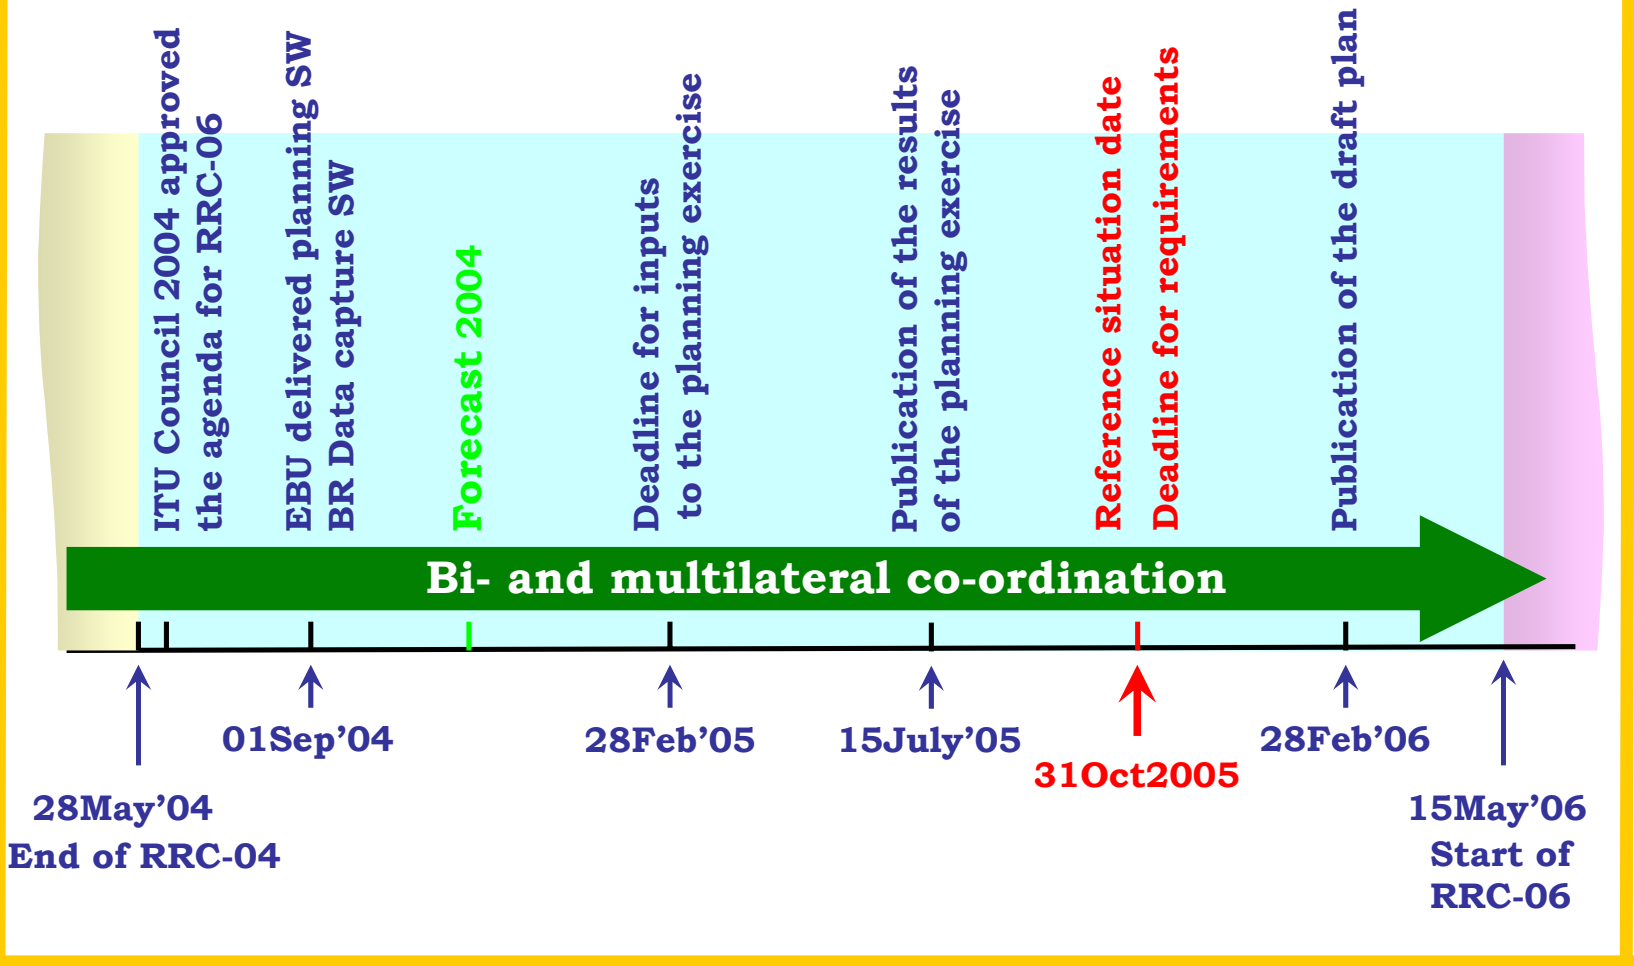 ITU Council 2004 approved
the agenda for RRC-06
EBU delivered planning SW
BR Data capture SW
Forecast 2004
Deadline for inputs
to the planning exercise
Publication of the results
of the planning exercise
Reference situation date
Deadline for requirements
Publication of the draft plan
Bi- and multilateral co-ordination
01Sep’04
28Feb’05
15July’05
28Feb’06
31Oct2005
28May’04
End of RRC-04
15May’06
Start of
RRC-06